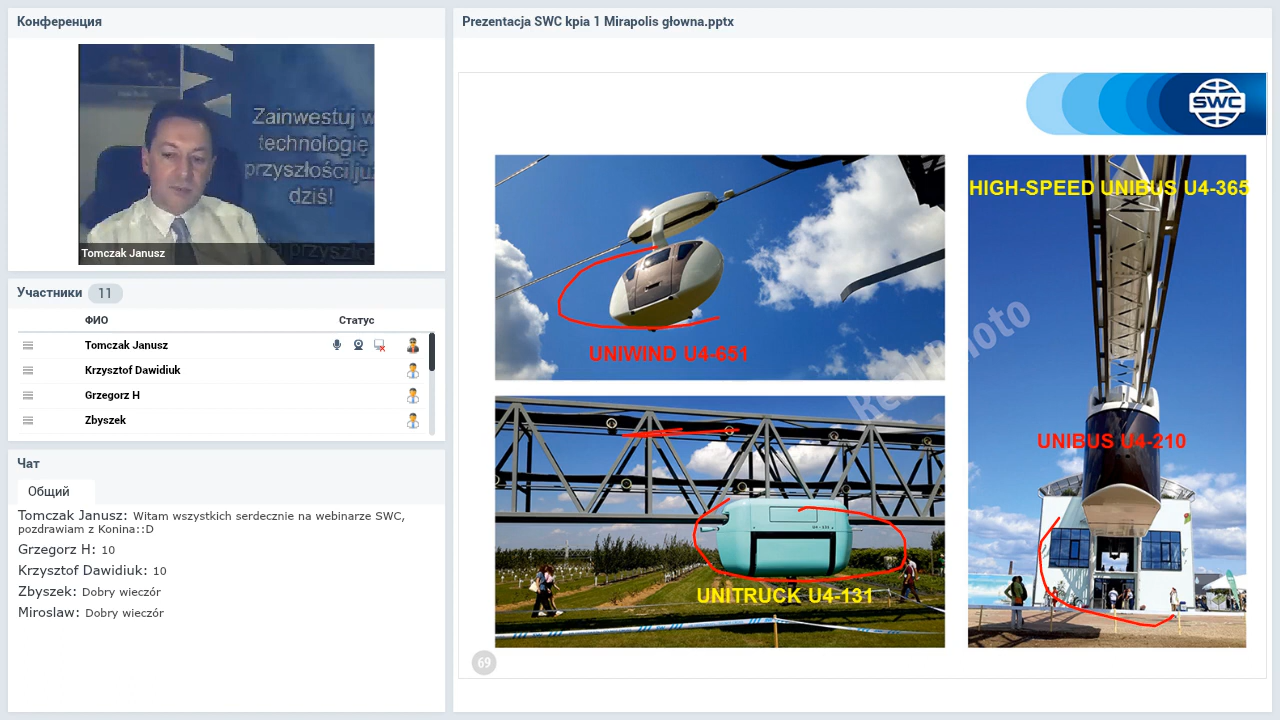 Конференция
Zainwestuj w
technologię
przyszłości ju
dziś!
Tomczak Janusz
Участники 11
ФИО Статус
Tomczak Janusz
Krzysztof Dawidiuk
Grzegorz H
Zbyszek
Чат
Общий
Tomczak Janusz: Witam wszystkich serdecznie na webinarze SWC,
pozdrawiam z Konina::D
Grzegorz H: 10
Krzysztof Dawidiuk: 10
Zbyszek: Dobry wieczór
Miroslaw: Dobry wieczór
Prezentacja SWC kpia 1 Mirapolis głowna.pptx
SWC
HIGH-SPEED UNIBUS U4-365
UNIWIND U4-651
UNIBUS U4-210
U4-131
UNITRUCK U4-131
69